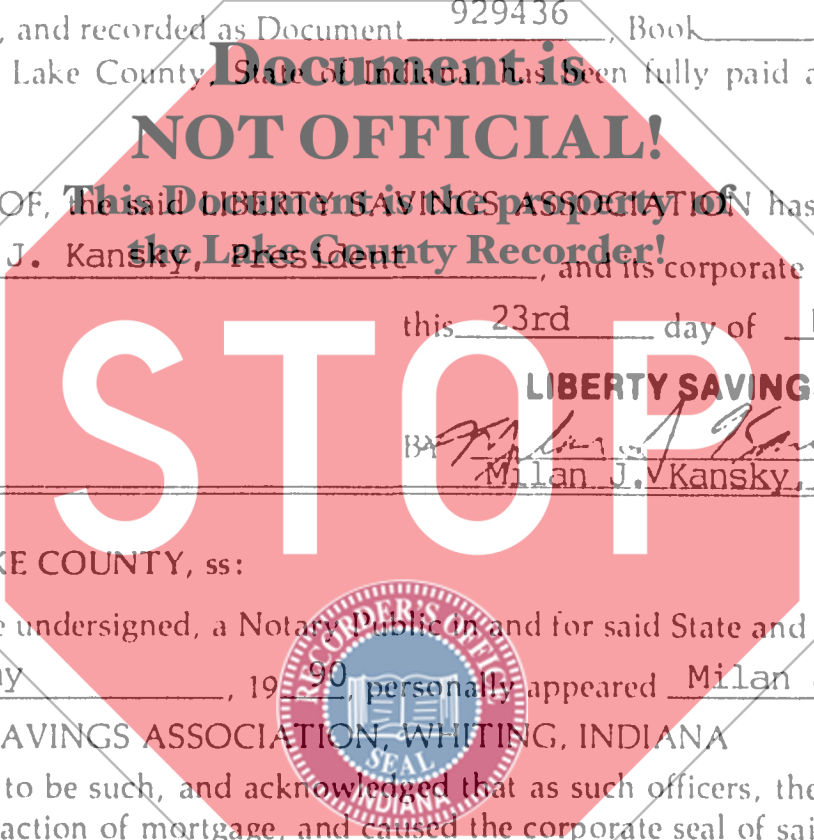 929436
, and recorded as Document , Book
Document is
Lake County, State of Indiana, has been fully paid a
NOT OFFICIAL!
OF, the said LIBERTY SAVINGS ASSOCIATION has
This Document is the property of
J. Kansky, President , and its corporate
the Lake County Recorder!
this 23rd day of
STOP
LIBERTY SAVINGS
BY
Milan J. Kansky,
KE COUNTY, ss:
e undersigned, a Notary Public in and for said State and
RECORDER'S OFFIC
y , 19 90, personally appeared Milan
AVINGS ASSOCIATION, WHITING, INDIANA
SEAL
to be such, and acknowledged that as such officers, the
INDIANA
action of mortgage, and caused the corporate seal of sai